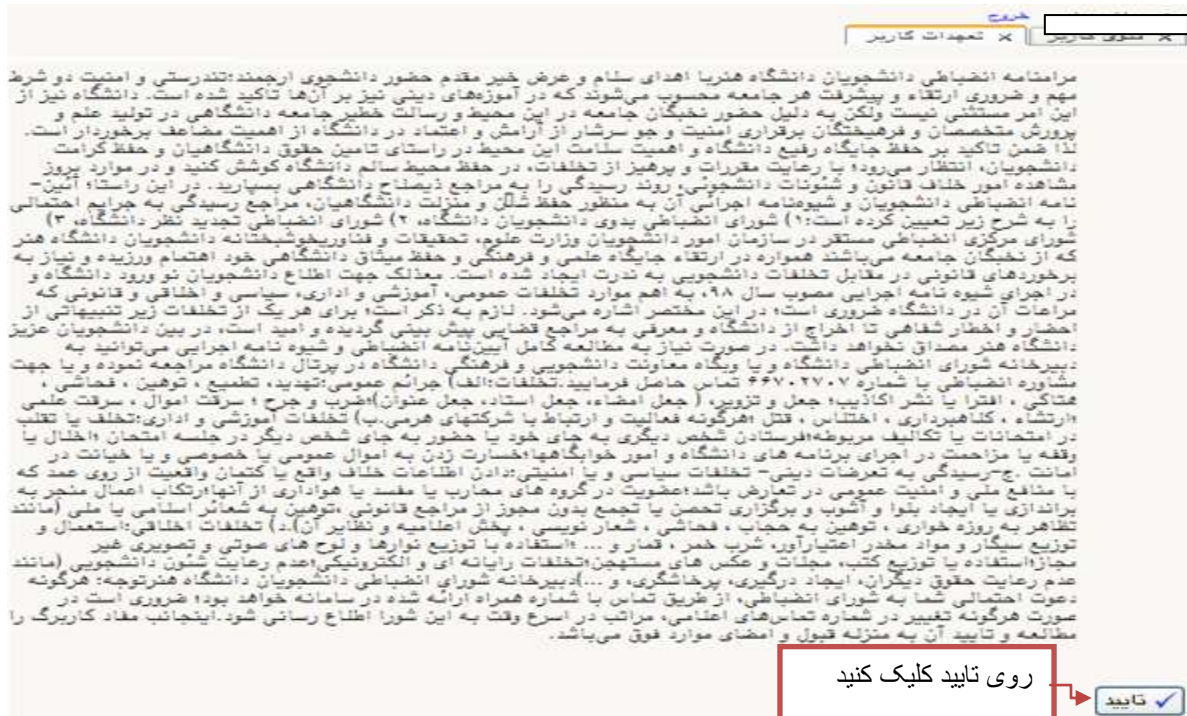 خروج
منوی کاربر × تعهدات کاربر ×
مرامنامه انضباطی دانشجویان دانشگاه هنربا اهدای سلام و عرض خیر مقدم حضور دانشجوی ارجمند؛تندرستی و امنیت دو شرط
مهم و ضروری ارتقاء و پیشرفت هر جامعه محسوب می‌شوند که در آموزه‌های دینی نیز بر آن‌ها تاکید شده است. دانشگاه نیز از
این امر مستثنی نیست ولکن به دلیل حضور نخبگان جامعه در این محیط و رسالت خطیر جامعه دانشگاهی در تولید علم و
پرورش متخصصان و فرهیختگان برقراری امنیت و جو سرشار از آرامش و اعتماد در دانشگاه از اهمیت مضاعف برخوردار است.
لذا ضمن تاکید بر حفظ جایگاه رفیع دانشگاه و اهمیت سلامت این محیط در راستای تامین حقوق دانشگاهیان و حفظ کرامت
دانشجویان، انتظار می‌رود؛ با رعایت مقررات و پرهیز از تخلفات، در حفظ محیط سالم دانشگاه کوشش کنید و در موارد بروز
مشاهده امور خلاف قانون و شئونات دانشجوئی، روند رسیدگی را به مراجع ذیصلاح دانشگاهی بسپارید. در این راستا؛ آئین-
نامه انضباطی دانشجویان و شیوه‌نامه اجرائی آن به منظور حفظ شان و منزلت دانشگاهیان، مراجع رسیدگی به جرایم احتمالی
را به شرح زیر تعیین کرده است:۱) شورای انضباطی بدوی دانشجویان دانشگاه، ۲) شورای انضباطی تجدید نظر دانشگاه، ۳)
شورای مرکزی انضباطی مستقر در سازمان امور دانشجویان وزارت علوم، تحقیقات و فناوریخوشبختانه دانشجویان دانشگاه هنر
که از نخبگان جامعه می‌باشند همواره در ارتقاء جایگاه علمی و فرهنگی و حفظ میثاق دانشگاهی خود اهتمام ورزیده و نیاز به
برخوردهای قانونی در مقابل تخلفات دانشجویی به ندرت ایجاد شده است. معذلک جهت اطلاع دانشجویان نو ورود دانشگاه و
در اجرای شیوه نامه اجرایی مصوب سال ۹۸، به اهم موارد تخلفات عمومی، آموزشی و اداری، سیاسی و اخلاقی و قانونی که
مراعات آن در دانشگاه ضروری است؛ در این مختصر اشاره می‌شود. لازم به ذکر است؛ برای هر یک از تخلفات زیر تنبیهاتی از
احضار و اخطار شفاهی تا اخراج از دانشگاه و معرفی به مراجع قضایی پیش بینی گردیده و امید است، در بین دانشجویان عزیز
دانشگاه هنر مصداق نخواهد داشت. در صورت نیاز به مطالعه کامل آیین‌نامه انضباطی و شیوه نامه اجرایی می‌توانید به
دبیرخانه شورای انضباطی دانشگاه و یا وبگاه معاونت دانشجویی و فرهنگی دانشگاه در پرتال دانشگاه مراجعه نموده و یا جهت
مشاوره انضباطی با شماره ۶۶۷۰۲۷۰۷ تماس حاصل فرمایید.تخلفات:الف) جرائم عمومی:تهدید، تطمیع ، توهین ، فحاشی ،
هتاکی ، افترا یا نشر اکاذیب؛ جعل و تزویر، ( جعل امضاء، جعل استاد، جعل عنوان)؛ضرب و جرح ؛ سرقت اموال ، سرقت علمی
؛ارتشاء ، کلاهبرداری ، اختلاس ، قتل ؛هرگونه فعالیت و ارتباط با شرکتهای هرمی.ب) تخلفات آموزشی و اداری:تخلف یا تقلب
در امتحانات یا تکالیف مربوطه؛فرستادن شخص دیگری به جای خود یا حضور به جای شخص دیگر در جلسه امتحان ؛اخلال یا
وقفه یا مزاحمت در اجرای برنامه های دانشگاه و امور خوابگاهها؛خسارت زدن به اموال عمومی یا خصوصی و یا خیانت در
امانت .ج-رسیدگی به تعرضات دینی- تخلفات سیاسی و یا امنیتی:دادن اطلاعات خلاف واقع یا کتمان واقعیت از روی عمد که
با منافع ملی و امنیت عمومی در تعارض باشد؛عضویت در گروه های محارب یا مفسد یا هواداری از آنها؛ارتکاب اعمال منجر به
براندازی یا ایجاد بلوا و آشوب و برگزاری تحصن یا تجمع بدون مجوز از مراجع قانونی ،توهین به شعائر اسلامی یا ملی (مانند
تظاهر به روزه خواری ، توهین به حجاب ، فحاشی ، شعار نویسی ، پخش اعلامیه و نظایر آن).د) تخلفات اخلاقی:استعمال و
توزیع سیگار و مواد مخدر اعتیارآور، شرب خمر ، قمار و ... ؛استفاده یا توزیع نوارها و لوح های صوتی و تصویری غیر
مجاز؛استفاده یا توزیع کتب، مجلات و عکس های مستهجن؛تخلفات رایانه ای و الکترونیکی؛عدم رعایت شئون دانشجویی (مانند
عدم رعایت حقوق دیگران، ایجاد درگیری، پرخاشگری، و ...)دبیرخانه شورای انضباطی دانشجویان دانشگاه هنرتوجه: هرگونه
دعوت احتمالی شما به شورای انضباطی، از طریق تماس با شماره همراه ارائه شده در سامانه خواهد بود؛ ضروری است در
صورت هرگونه تغییر در شماره تماس‌های اعلامی، مراتب در اسرع وقت به این شورا اطلاع رسانی شود.اینجانب مفاد کاربرگ را
مطالعه و تایید آن به منزله قبول و امضای موارد فوق می‌باشد.
روی تایید کلیک کنید
تایید